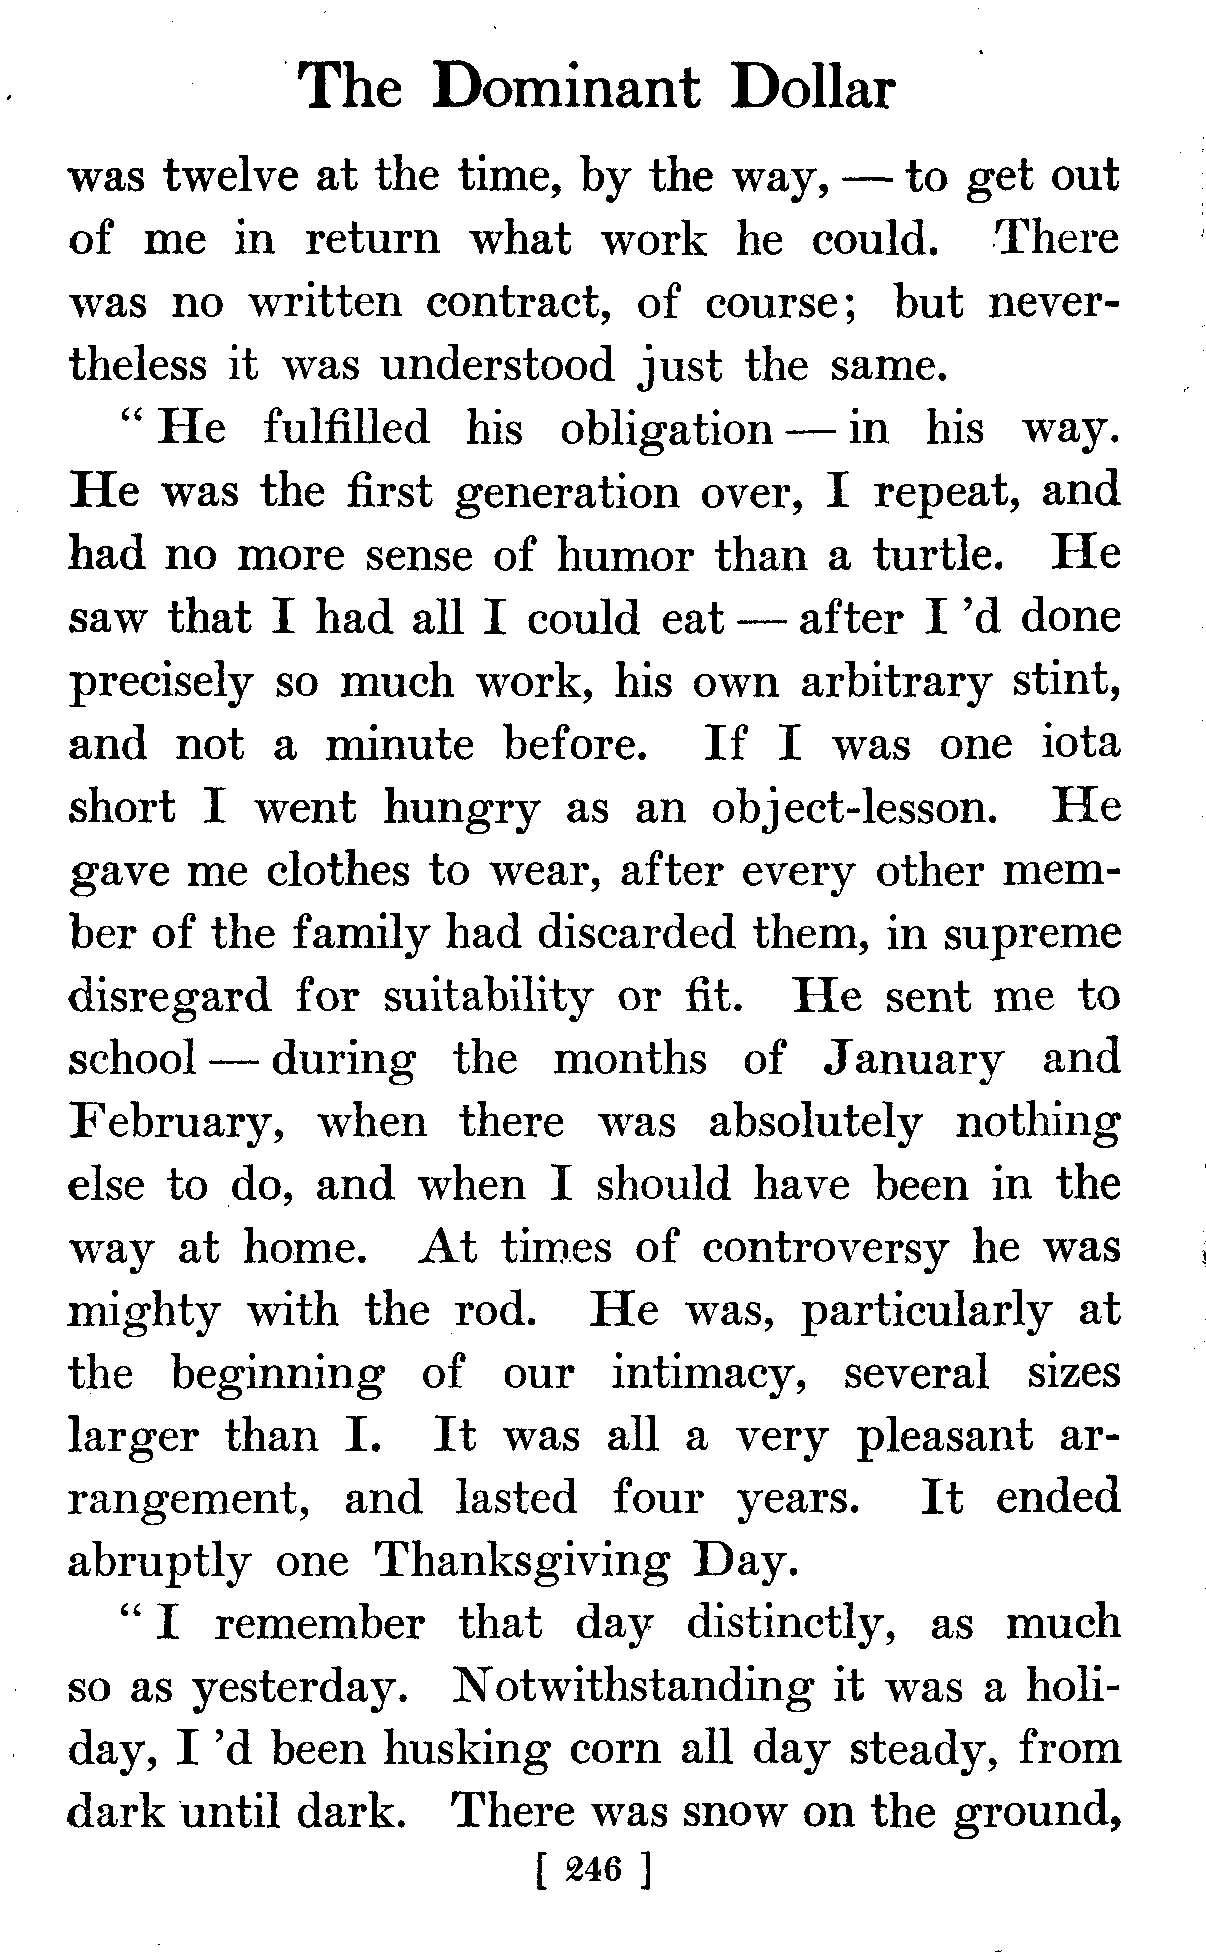 The Dominant Dollar
was twelve at the time, by the way, — to get out
of me in return what work he could. There
was no written contract, of course; but never-
theless it was understood just the same.
“ He fulfilled his obligation — in his way.
He was the first generation over, I repeat, and
had no more sense of humor than a turtle. He
saw that I had all I could eat — after I ’d done
precisely so much work, his own arbitrary stint,
and not a minute before. If I was one iota
short I went hungry as an object-lesson. He
gave me clothes to wear, after every other mem-
ber of the family had discarded them, in supreme
disregard for suitability or fit. He sent me to
school — during the months of January and
February, when there was absolutely nothing
else to do, and when I should have been in the
way at home. At times of controversy he was
mighty with the rod. He was, particularly at
the beginning of our intimacy, several sizes
larger than I. It was all a very pleasant ar-
rangement, and lasted four years. It ended
abruptly one Thanksgiving Day.
“ I remember that day distinctly, as much
so as yesterday. Notwithstanding it was a holi-
day, I ’d been husking corn all day steady, from
dark until dark. There was snow on the ground,
[ 246 ]